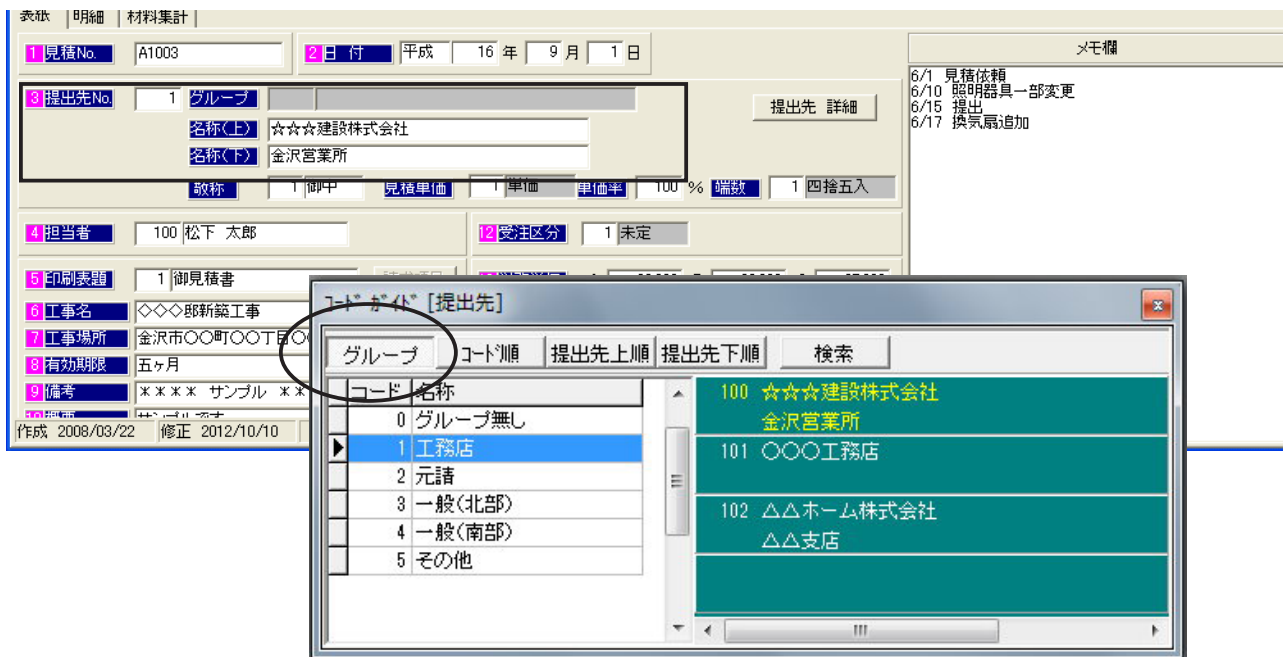 表紙 明細 材料集計
1 見積No. A1003 2 日付 平成 16 年 9 月 1 日
メモ欄
6/1 見積依頼
6/10 照明器具一部変更
6/15 提出
6/17 換気扇追加
3 提出先No. 1 グループ 提出先 詳細
名称(上) ☆☆☆建設株式会社
名称(下) 金沢営業所
敬称 1 御中 見積単価 1 単価 単価率 100 % 端数 1 四捨五入
4 担当者 100 松下 太郎 12 受注区分 1 未定
5 印刷表題 1 御見積書
6 工事名 ◇◇◇邸新築工事
7 工事場所 金沢市〇〇町〇〇丁目
8 有効期限 五ヶ月
9 備考 ＊＊＊＊ サンプル ＊＊
作成 2008/03/22 修正 2012/10/10
ｺｰﾄﾞ ｶﾞｲﾄﾞ [提出先]
グループ ｺｰﾄﾞ順 提出先上順 提出先下順 検索
コード 名称
0 グループ無し
1 工務店
2 元請
3 一般(北部)
4 一般(南部)
5 その他
100 ☆☆☆建設株式会社
金沢営業所
101 〇〇〇工務店
102 △△ホーム株式会社
△△支店